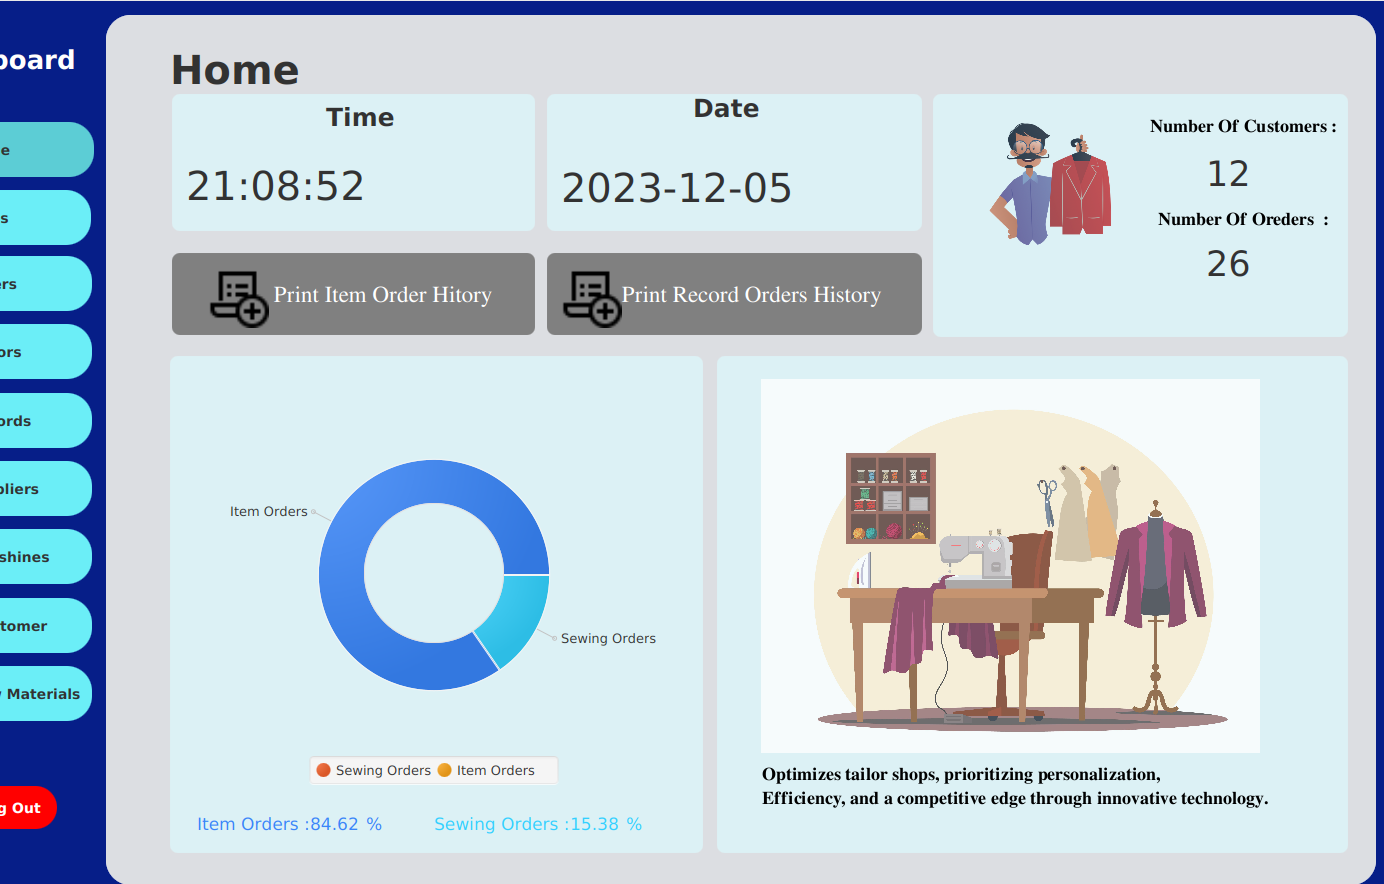 board
e
s
ers
ors
ords
pliers
shines
tomer
Materials
g Out
Home
Time
21:08:52
Date
2023-12-05
Number Of Customers :
12
Number Of Oreders :
26
Print Item Order Hitory
Print Record Orders History
Item Orders
Sewing Orders
Sewing Orders Item Orders
Item Orders :84.62 %
Sewing Orders :15.38 %
Optimizes tailor shops, prioritizing personalization,
Efficiency, and a competitive edge through innovative technology.